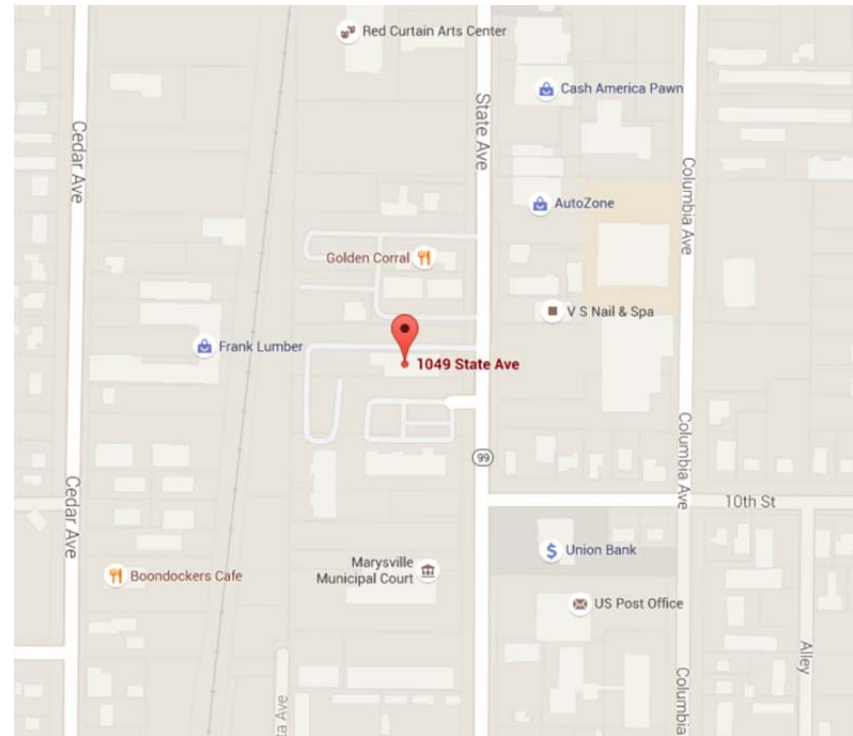 Red Curtain Arts Center
Cash America Pawn
State Ave
Cedar Ave
Columbia Ave
AutoZone
Golden Corral
V S Nail & Spa
Frank Lumber
1049 State Ave
99
Columbia Ave
Cedar Ave
10th St
Union Bank
Marysville
Municipal Court
Boondockers Cafe
US Post Office
Alley
Columbia